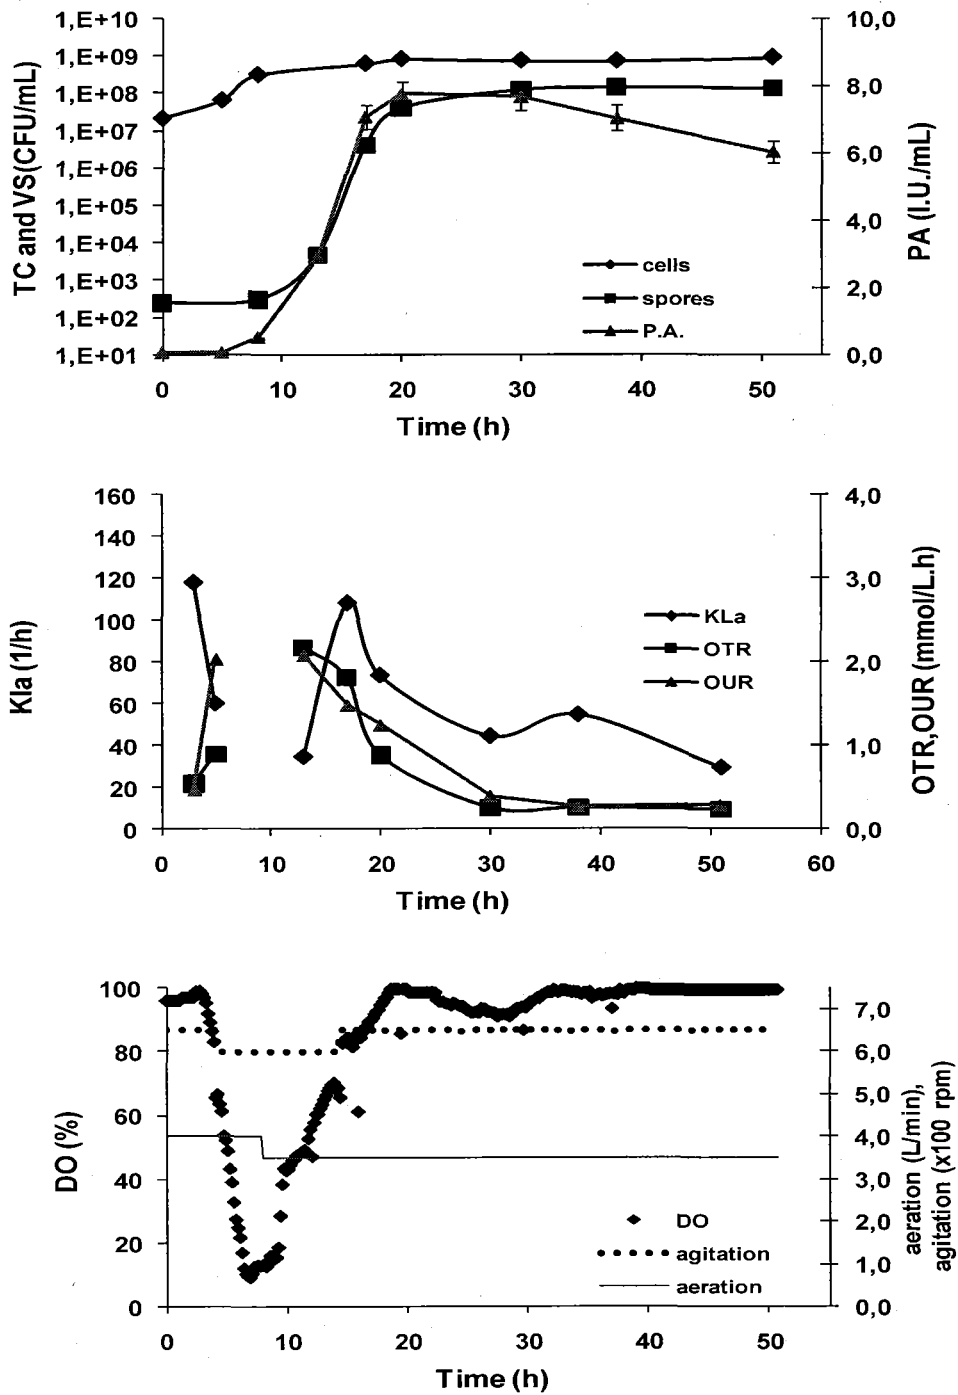 1,E+10
1,E+09
1,E+08
1,E+07
1,E+06
1,E+05
1,E+04
1,E+03
1,E+02
1,E+01
TC and VS(CFU/mL)
10,0
8,0
6,0
4,0
2,0
0,0
PA (I.U./mL)
cells
spores
P.A.
0 10 20 30 40 50
Time (h)
160
140
120
100
80
60
40
20
0
Kla (1/h)
4,0
3,0
2,0
1,0
0,0
OTR,OUR (mmol/L.h)
KLa
OTR
OUR
0 10 20 30 40 50 60
Time (h)
100
80
60
40
20
0
DO (%)
7,0
6,0
5,0
4,0
3,0
2,0
1,0
0,0
aeration (L/min),
agitation (x100 rpm)
DO
agitation
aeration
0 10 20 30 40 50
Time (h)